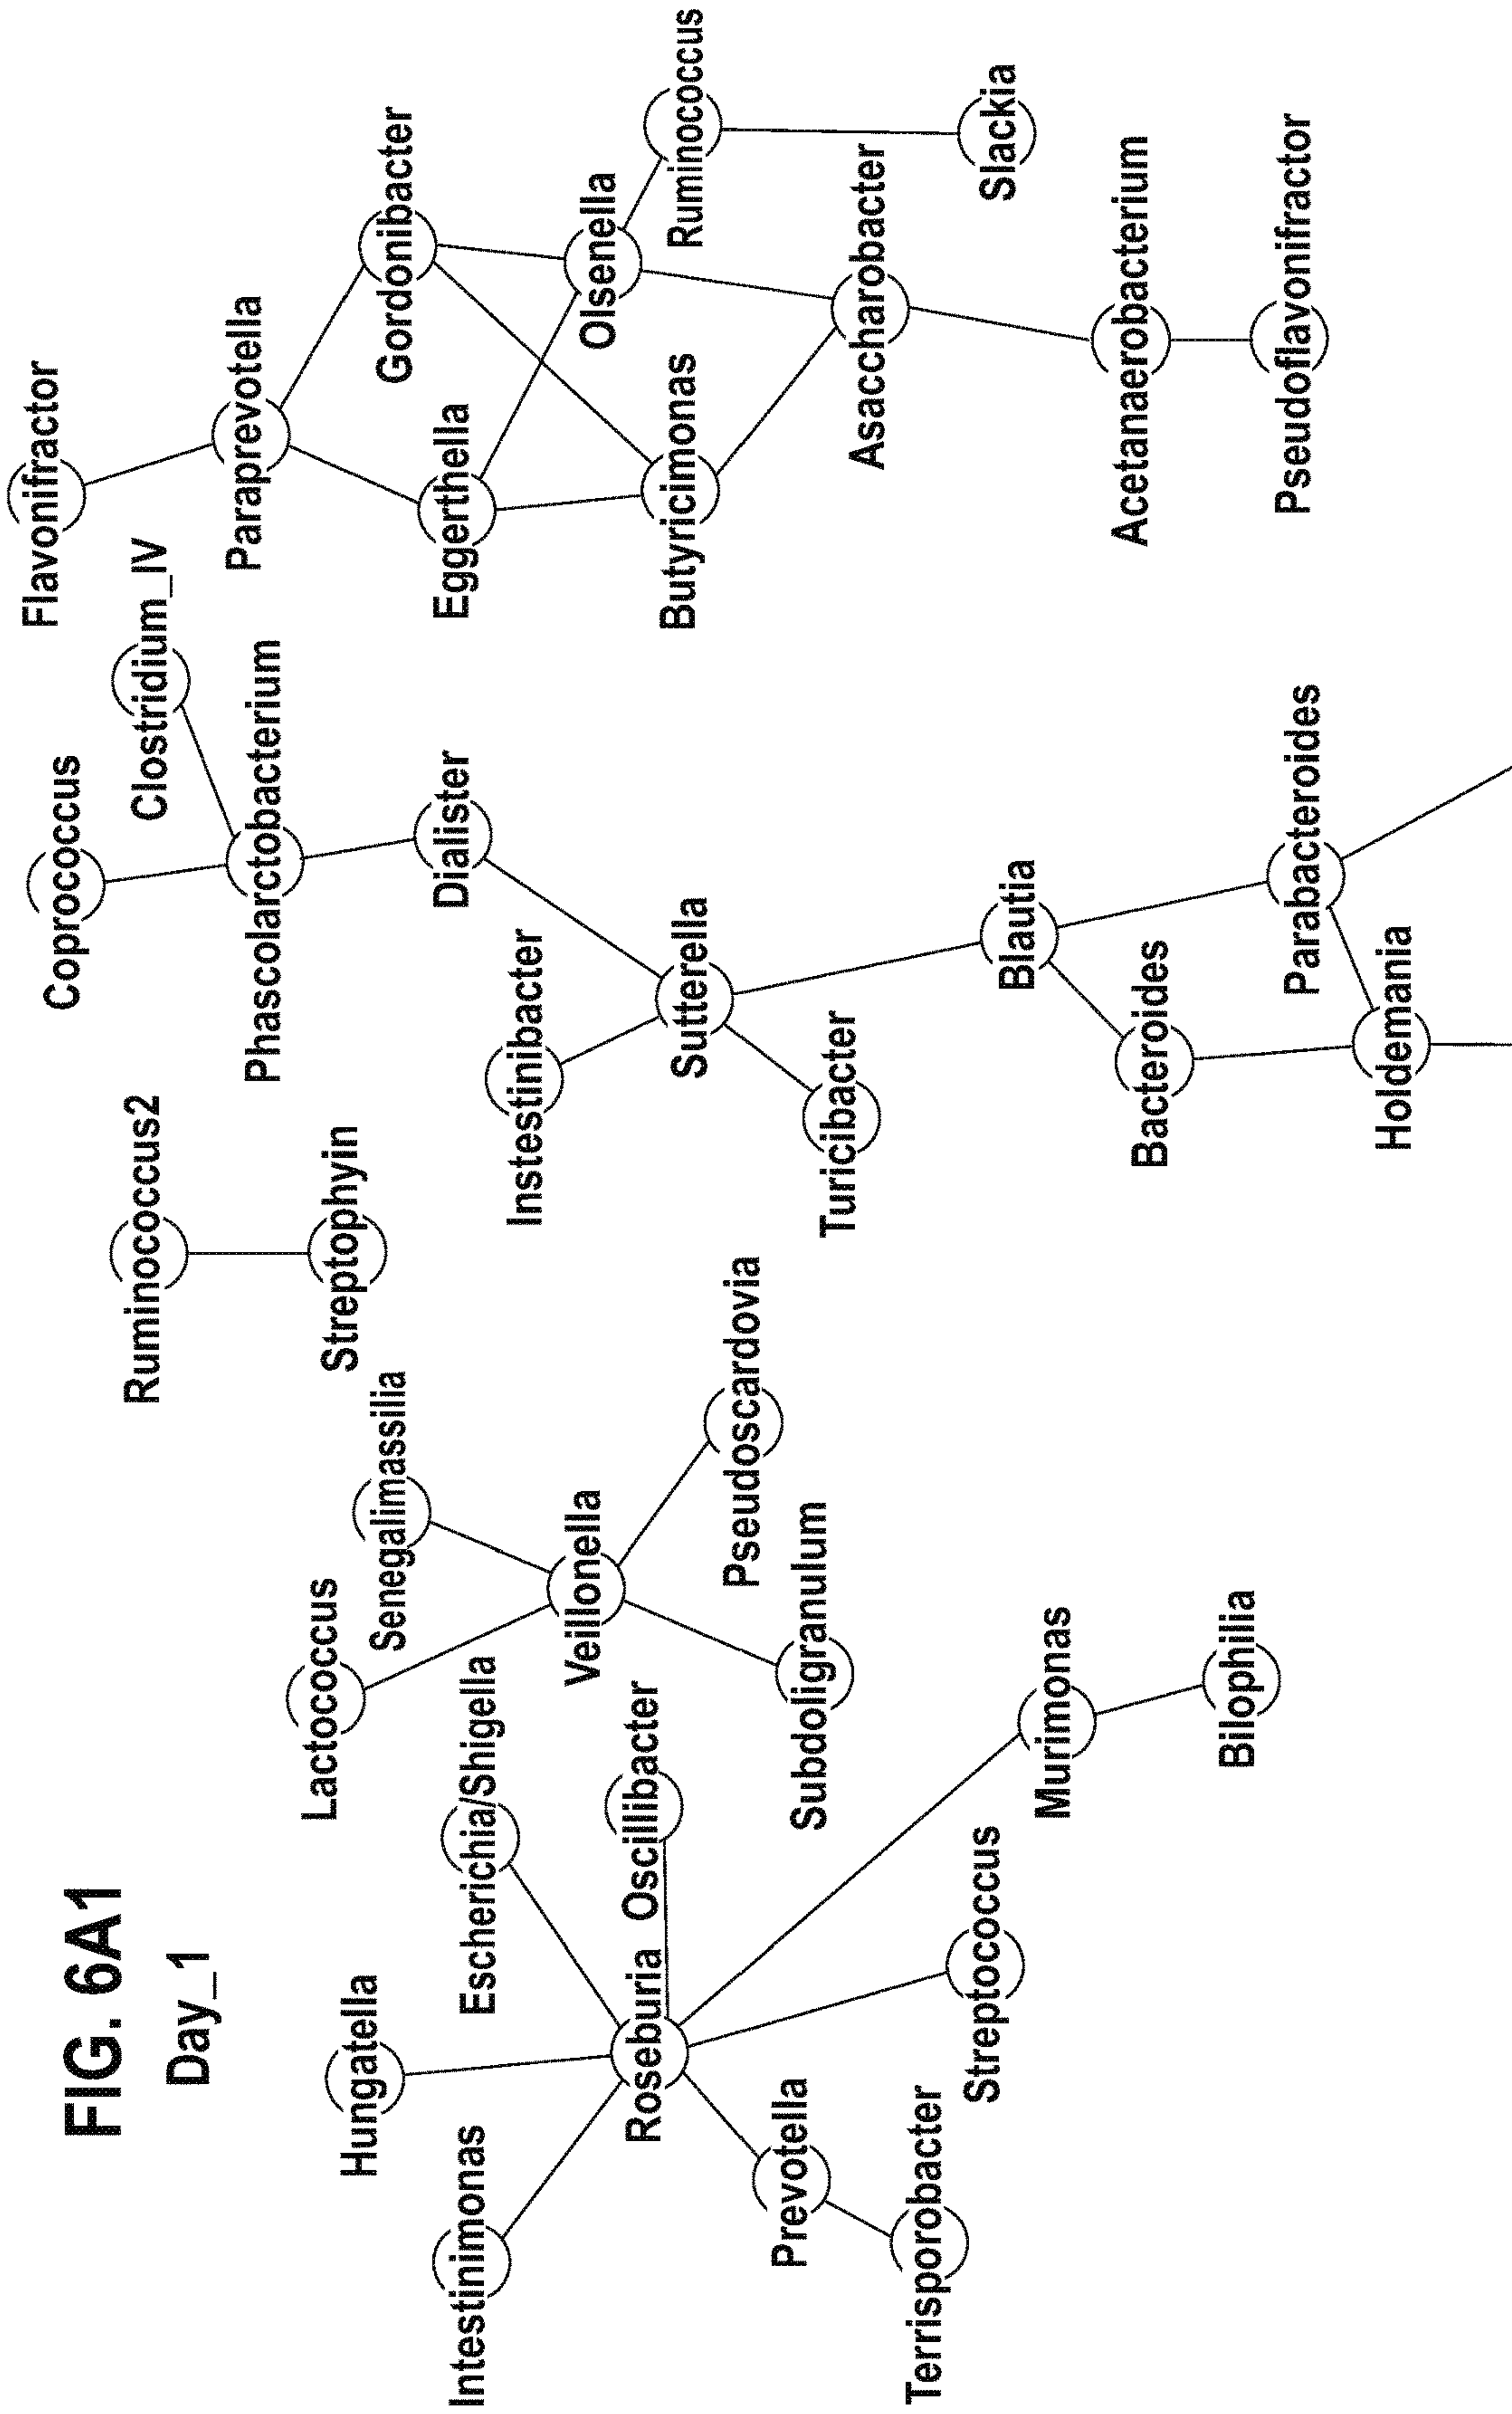 FIG. 6A1
Day_1
Intestinimonas
Hungatella
Escherichia/Shigella
Roseburia
Oscillibacter
Prevotella
Terrisporobacter
Streptococcus
Murimonas
Bilophilia
Lactococcus
Senegalimassilia
Veillonella
Subdoligranulum
Pseudoscardovia
Ruminococcus2
Streptophyin
Coprococcus
Clostridium_IV
Phascolarctobacterium
Dialister
Instestinibacter
Sutterella
Turicibacter
Blautia
Bacteroides
Parabacteroides
Holdemania
Flavonifractor
Paraprevotella
Gordonibacter
Eggerthella
Olsenella
Ruminococcus
Butyricimonas
Asaccharobacter
Slackia
Acetanaerobacterium
Pseudoflavonifractor